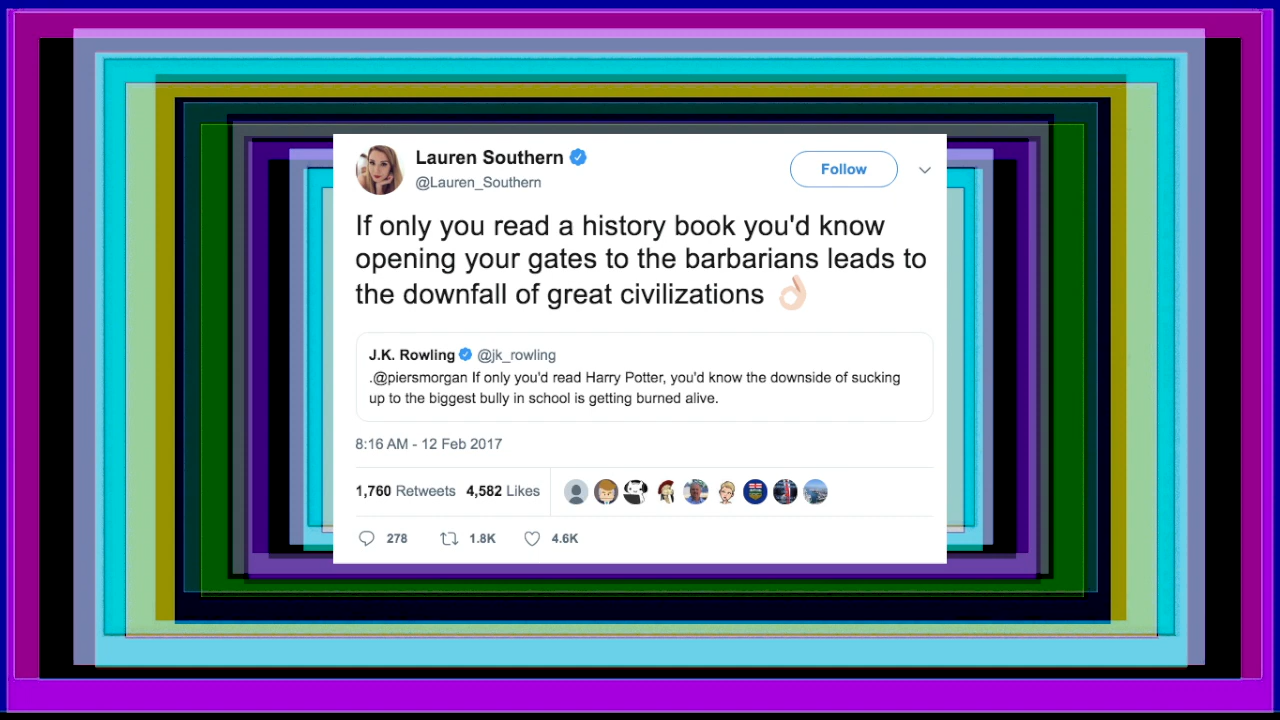 Lauren Southern
@Lauren_Southern
Follow
If only you read a history book you'd know
opening your gates to the barbarians leads to
the downfall of great civilizations 👌🏻
J.K. Rowling @jk_rowling
.@piersmorgan If only you'd read Harry Potter, you'd know the downside of sucking
up to the biggest bully in school is getting burned alive.
8:16 AM - 12 Feb 2017
1,760 Retweets 4,582 Likes
278 1.8K 4.6K